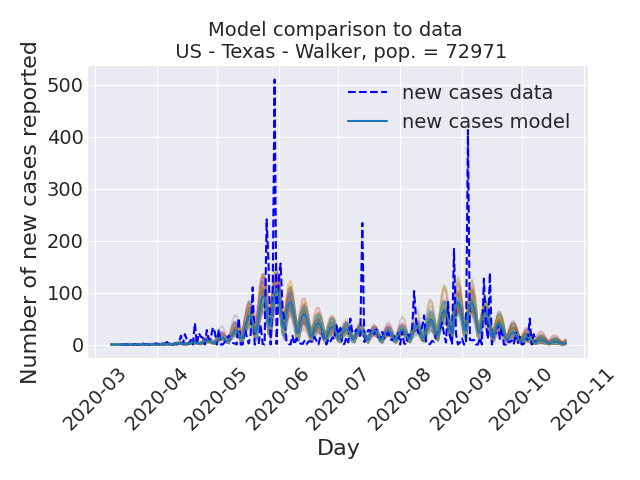 Model comparison to data
US - Texas - Walker, pop. = 72971
Number of new cases reported
500
400
300
200
100
0
new cases data
new cases model
2020-03
2020-04
2020-05
2020-06
2020-07
2020-08
2020-09
2020-10
2020-11
Day